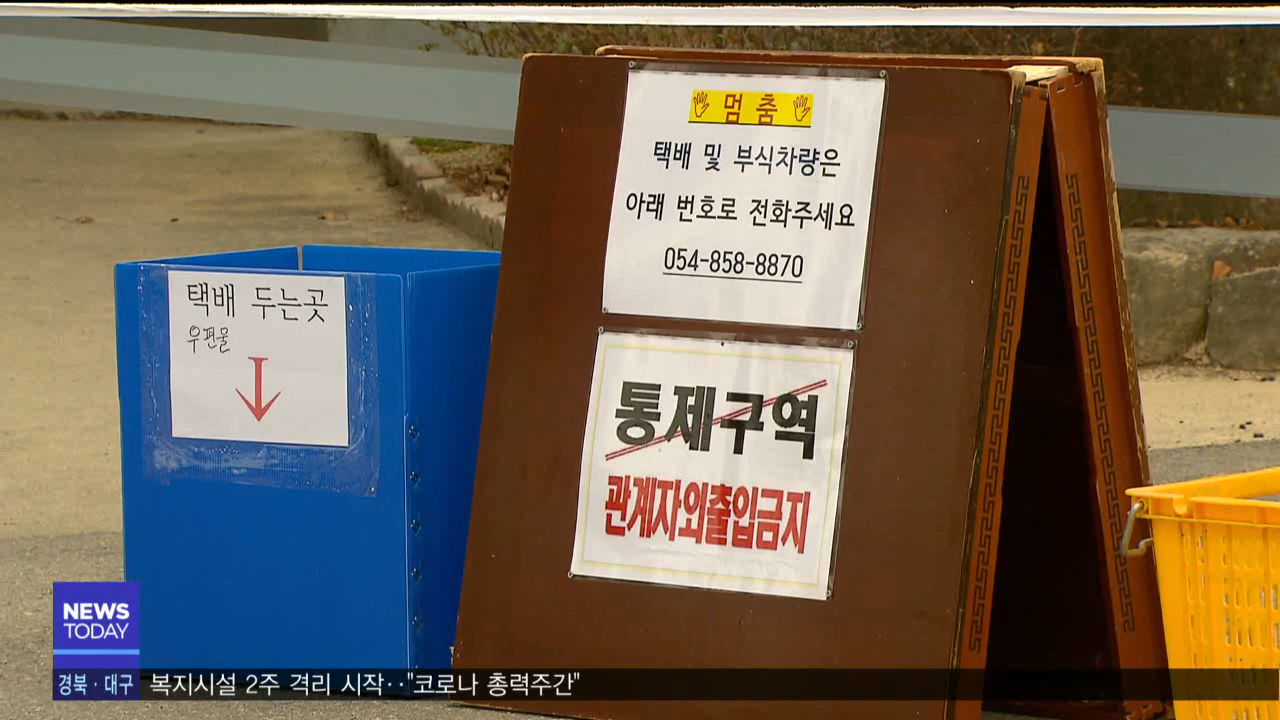 멈춤
택배 및 부식차량은
아래 번호로 전화주세요
054-858-8870
택배 두는곳
우편물
통제구역
관계자외출입금지
NEWS
TODAY
경북·대구
복지시설 2주 격리 시작‥"코로나 총력주간"